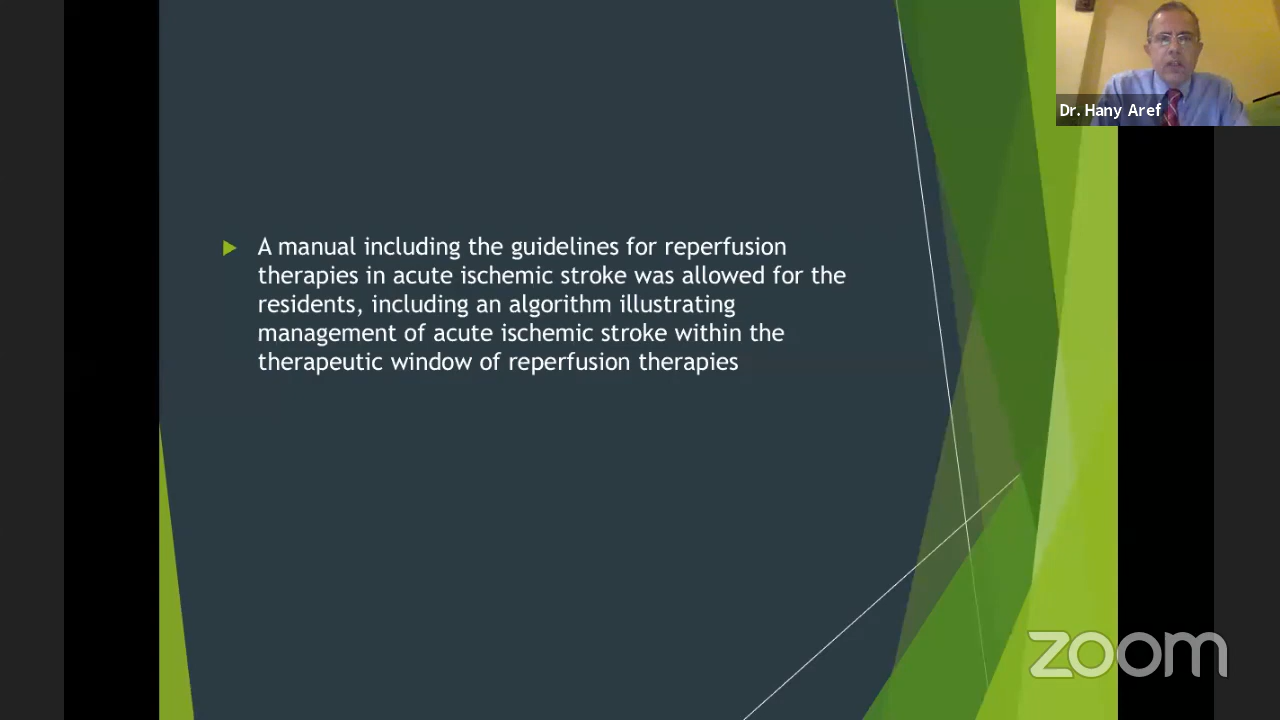 Dr. Hany Aref
A manual including the guidelines for reperfusion
therapies in acute ischemic stroke was allowed for the
residents, including an algorithm illustrating
management of acute ischemic stroke within the
therapeutic window of reperfusion therapies
zoom